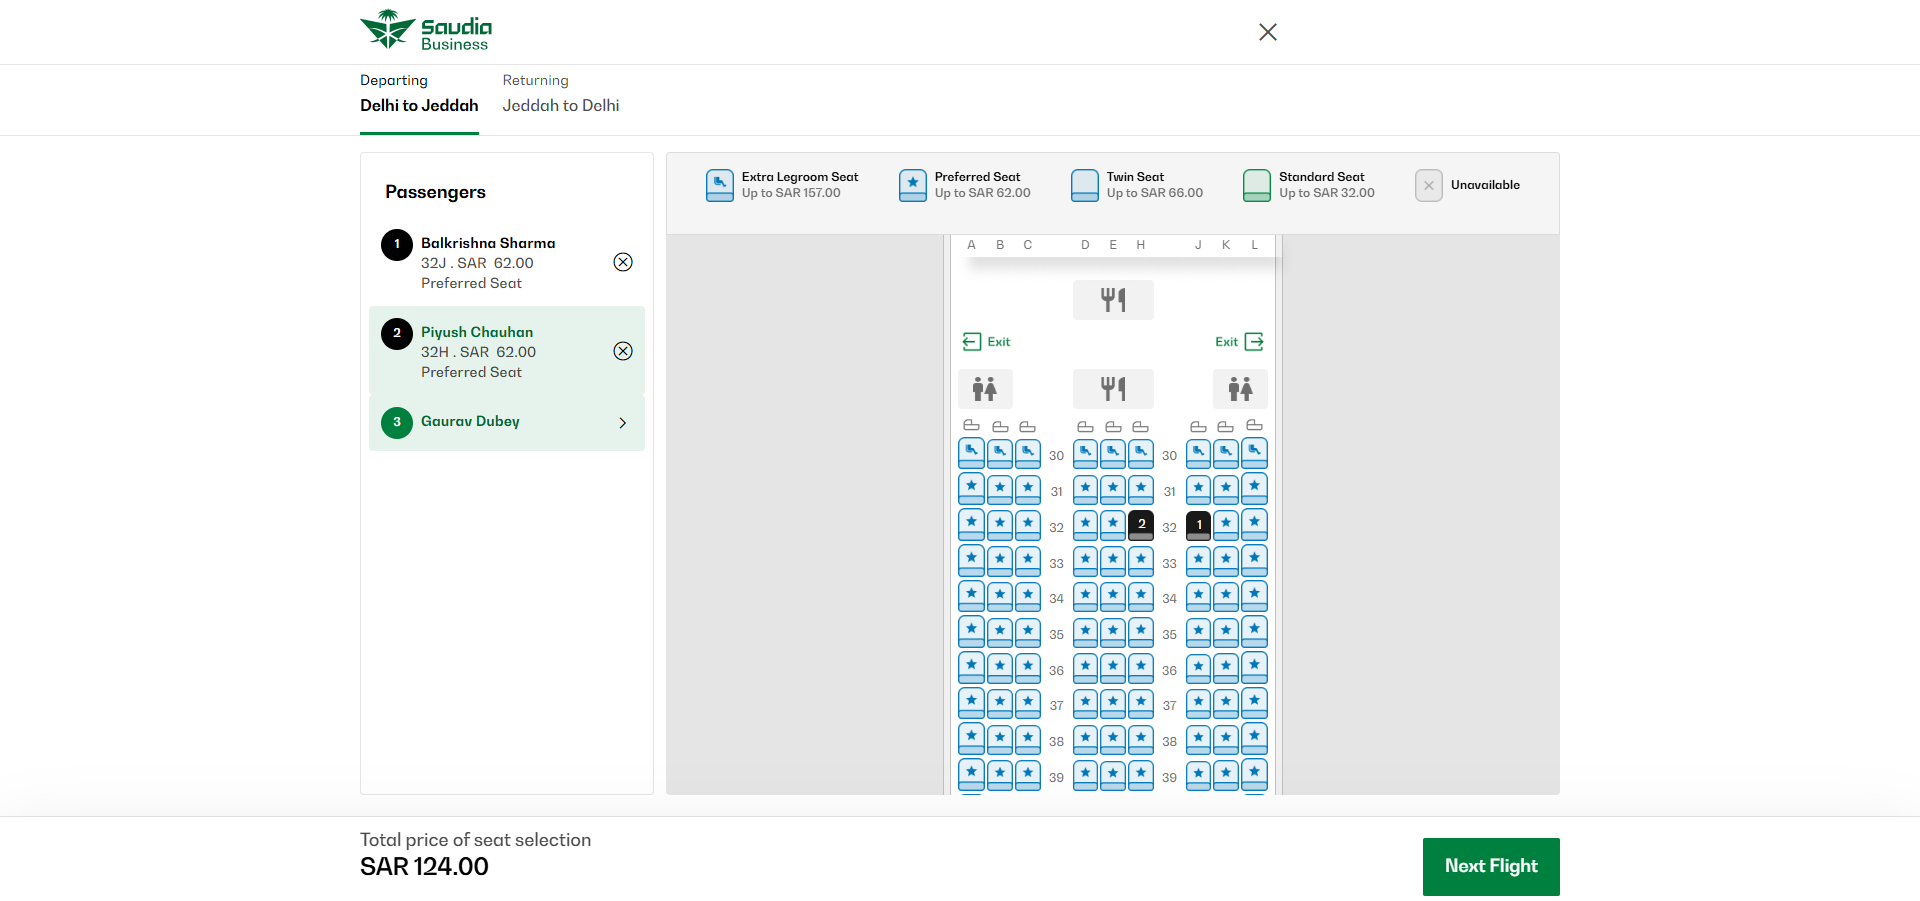 Saudia
Business
Departing
Delhi to Jeddah
Returning
Jeddah to Delhi
Passengers
1
Balkrishna Sharma
32J . SAR 62.00
Preferred Seat
2
Piyush Chauhan
32H . SAR 62.00
Preferred Seat
3
Gaurav Dubey
Extra Legroom Seat
Up to SAR 157.00
Preferred Seat
Up to SAR 62.00
Twin Seat
Up to SAR 66.00
Standard Seat
Up to SAR 32.00
Unavailable
A B C D E H J K L
Exit Exit
30 30
31 31
32 2 32 1
33 33
34 34
35 35
36 36
37 37
38 38
39 39
Total price of seat selection
SAR 124.00
Next Flight